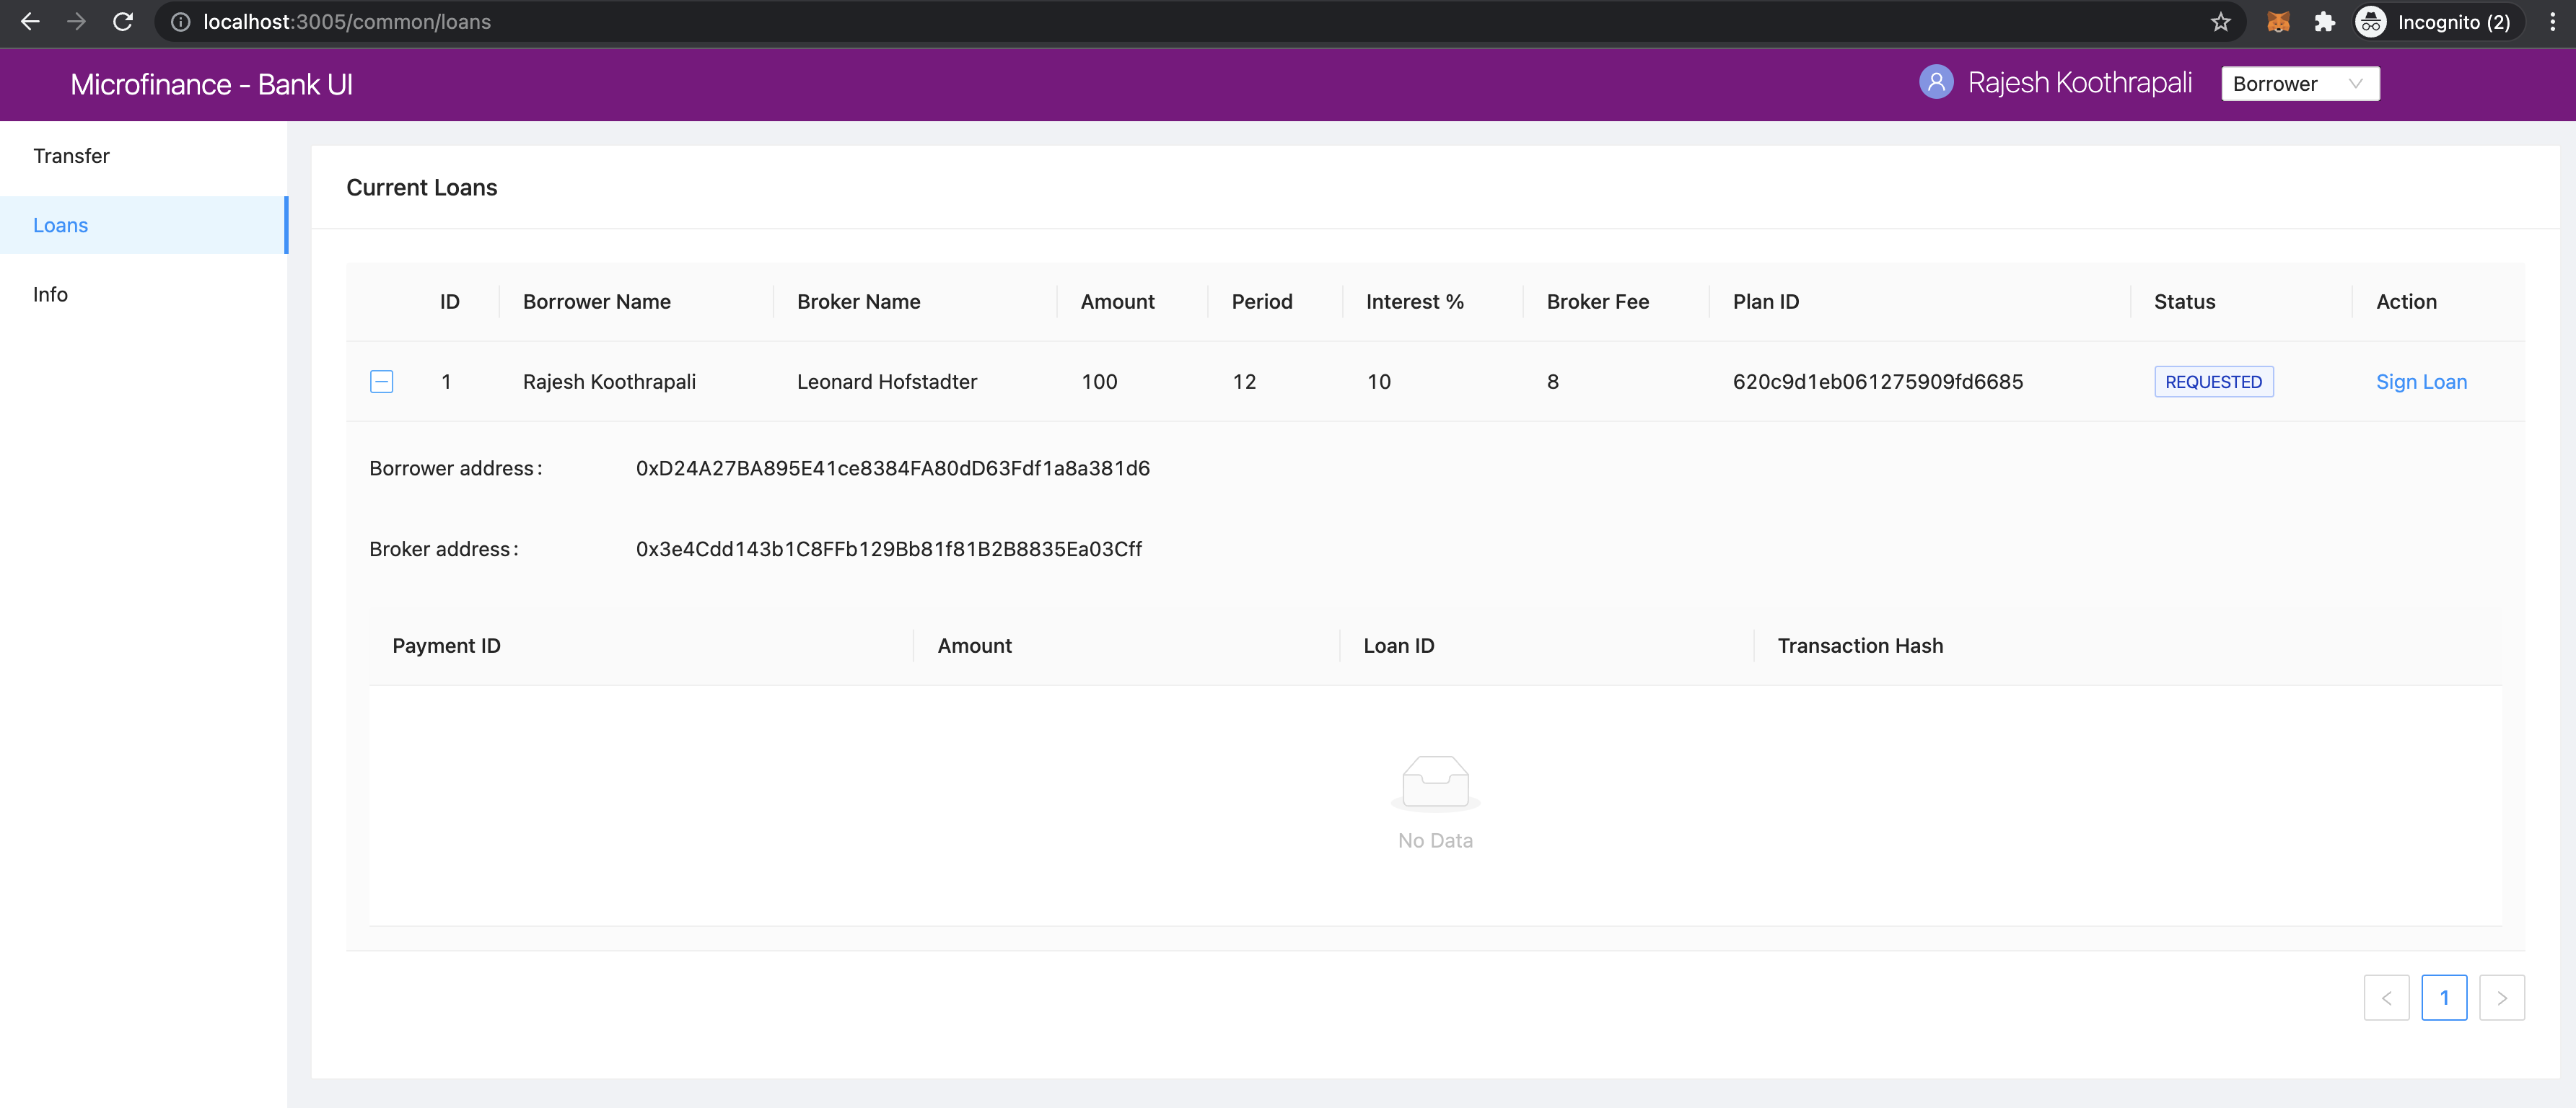 localhost:3005/common/loans
Incognito (2)
Microfinance - Bank UI
Rajesh Koothrapali
Borrower
Transfer
Loans
Info
Current Loans
ID Borrower Name Broker Name Amount Period Interest % Broker Fee Plan ID Status Action
1 Rajesh Koothrapali Leonard Hofstadter 100 12 10 8 620c9d1eb061275909fd6685 REQUESTED Sign Loan
Borrower address: 0xD24A27BA895E41ce8384FA80dD63Fdf1a8a381d6
Broker address: 0x3e4Cdd143b1C8FFb129Bb81f81B2B8835Ea03Cff
Payment ID Amount Loan ID Transaction Hash
No Data
< 1 >